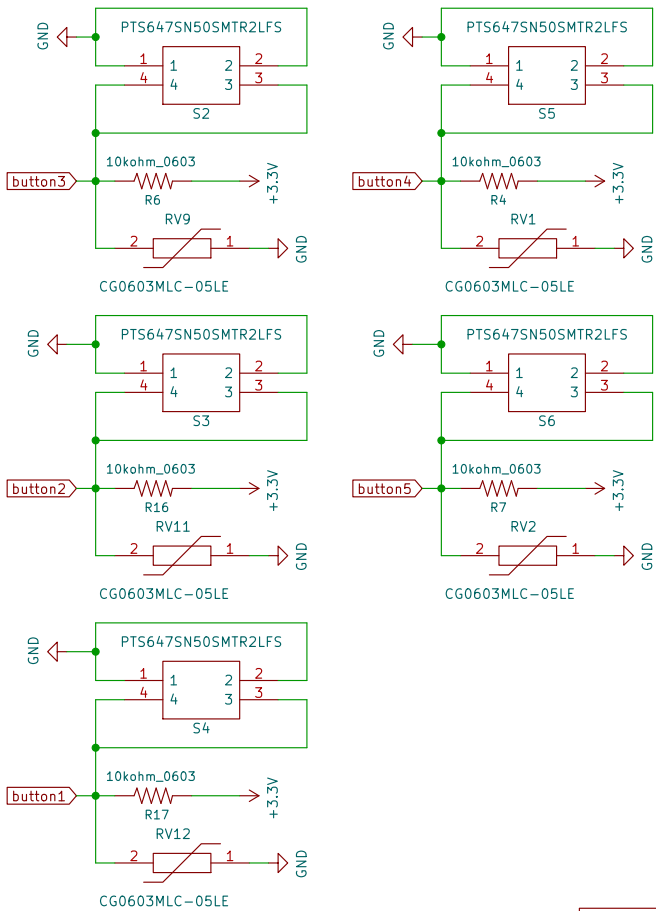 PTS647SN50SMTR2LFS
GND
1 1 2 2
4 4 3 3
S2
10kohm_0603
button3
+3.3V
R6
RV9
2 1
GND
CG0603MLC-05LE
PTS647SN50SMTR2LFS
GND
1 1 2 2
4 4 3 3
S5
10kohm_0603
button4
+3.3V
R4
RV1
2 1
GND
CG0603MLC-05LE
PTS647SN50SMTR2LFS
GND
1 1 2 2
4 4 3 3
S3
10kohm_0603
button2
+3.3V
R16
RV11
2 1
GND
CG0603MLC-05LE
PTS647SN50SMTR2LFS
GND
1 1 2 2
4 4 3 3
S6
10kohm_0603
button5
+3.3V
R7
RV2
2 1
GND
CG0603MLC-05LE
PTS647SN50SMTR2LFS
GND
1 1 2 2
4 4 3 3
S4
10kohm_0603
button1
+3.3V
R17
RV12
2 1
GND
CG0603MLC-05LE